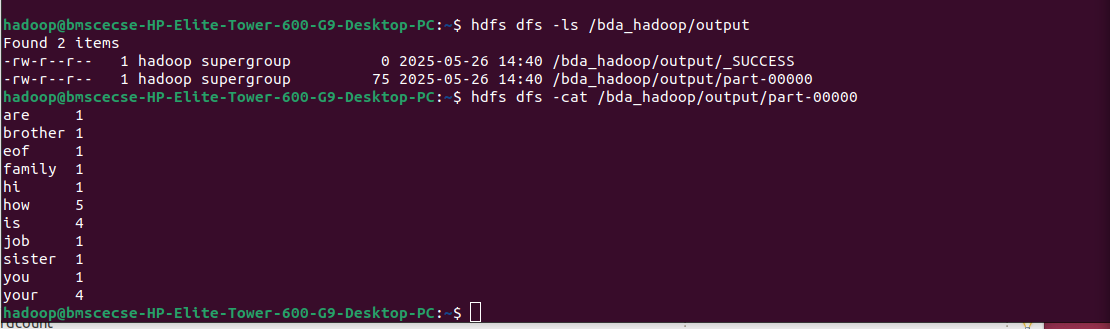 hadoop@bmscecse-HP-Elite-Tower-600-G9-Desktop-PC:~$ hdfs dfs -ls /bda_hadoop/output
Found 2 items
-rw-r--r--   1 hadoop supergroup          0 2025-05-26 14:40 /bda_hadoop/output/_SUCCESS
-rw-r--r--   1 hadoop supergroup         75 2025-05-26 14:40 /bda_hadoop/output/part-00000
hadoop@bmscecse-HP-Elite-Tower-600-G9-Desktop-PC:~$ hdfs dfs -cat /bda_hadoop/output/part-00000
are     1
brother 1
eof     1
family  1
hi      1
how     5
is      4
job     1
sister  1
you     1
your    4
hadoop@bmscecse-HP-Elite-Tower-600-G9-Desktop-PC:~$